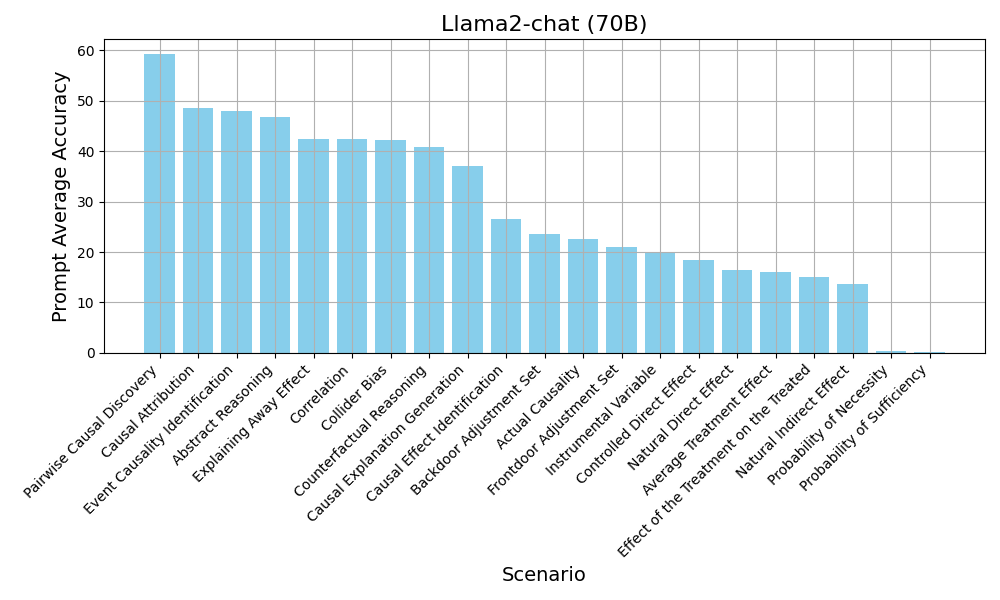 Llama2-chat (70B)
Prompt Average Accuracy
60
50
40
30
20
10
0
Pairwise Causal Discovery
Causal Attribution
Event Causality Identification
Abstract Reasoning
Explaining Away Effect
Correlation
Collider Bias
Counterfactual Reasoning
Causal Explanation Generation
Causal Effect Identification
Backdoor Adjustment Set
Actual Causality
Frontdoor Adjustment Set
Instrumental Variable
Controlled Direct Effect
Natural Direct Effect
Average Treatment Effect
Effect of the Treatment on the Treated
Natural Indirect Effect
Probability of Necessity
Probability of Sufficiency
Scenario